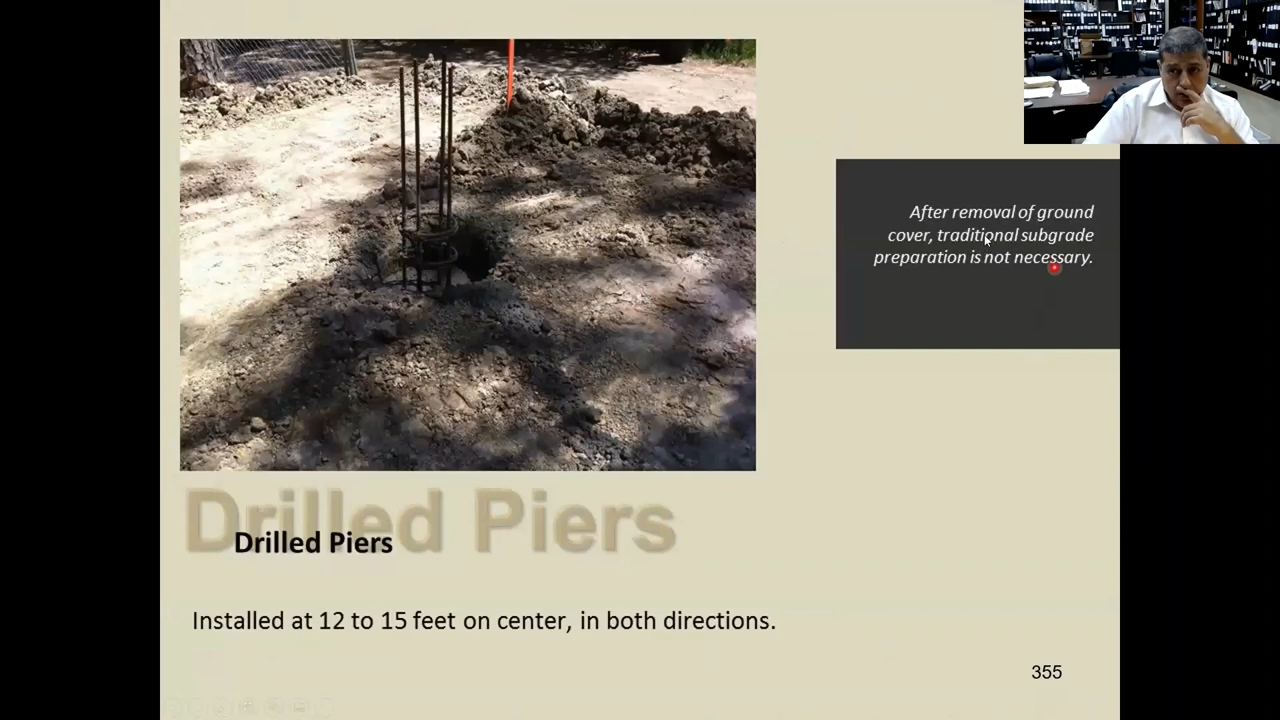 After removal of ground
cover, traditional subgrade
preparation is not necessary.
Drilled Piers
Drilled Piers
Installed at 12 to 15 feet on center, in both directions.
355